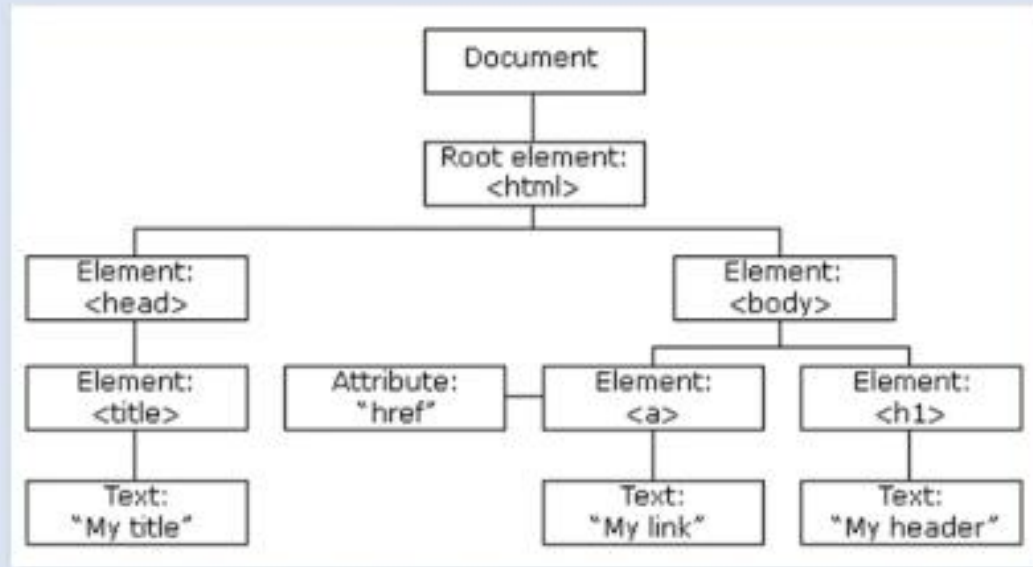 Document
Root element:
<html>
Element:
<head>
Element:
<body>
Element:
<title>
Attribute:
“href”
Element:
<a>
Element:
<h1>
Text:
“My title”
Text:
“My link”
Text:
“My header”